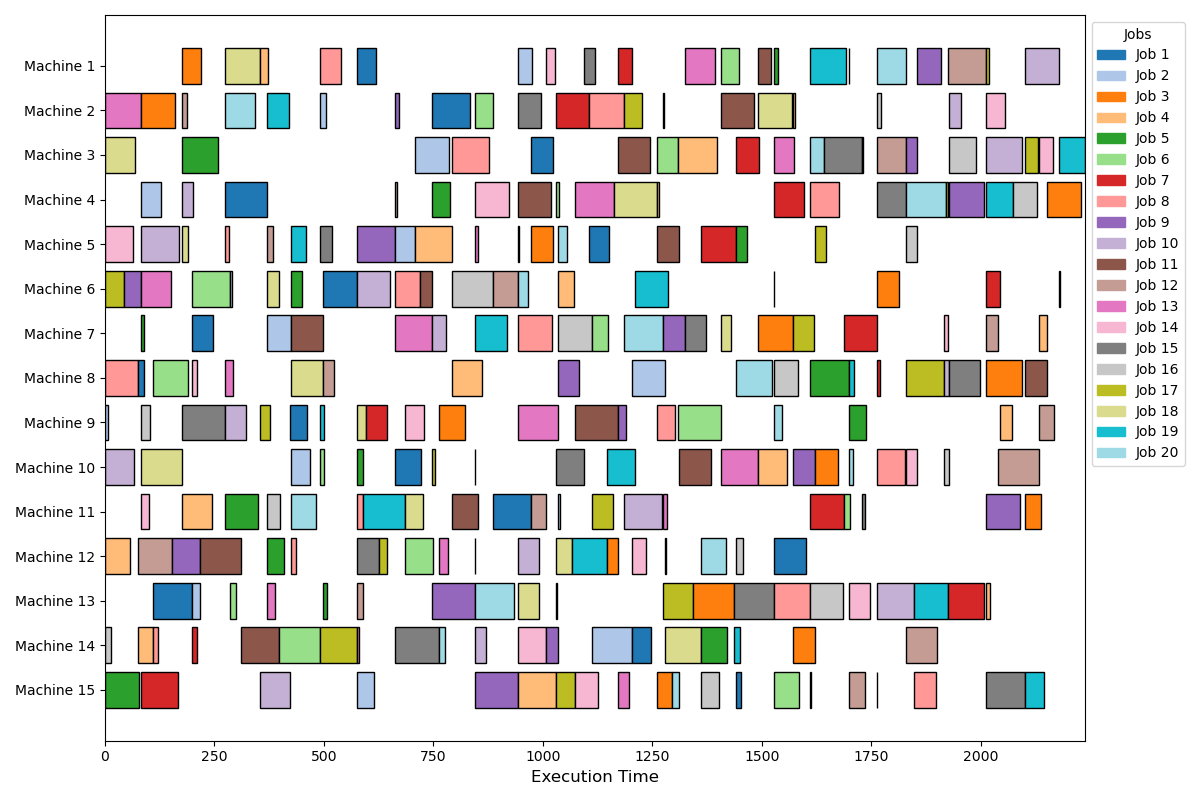 Machine 1
Machine 2
Machine 3
Machine 4
Machine 5
Machine 6
Machine 7
Machine 8
Machine 9
Machine 10
Machine 11
Machine 12
Machine 13
Machine 14
Machine 15
0 250 500 750 1000 1250 1500 1750 2000
Execution Time
Jobs
Job 1
Job 2
Job 3
Job 4
Job 5
Job 6
Job 7
Job 8
Job 9
Job 10
Job 11
Job 12
Job 13
Job 14
Job 15
Job 16
Job 17
Job 18
Job 19
Job 20